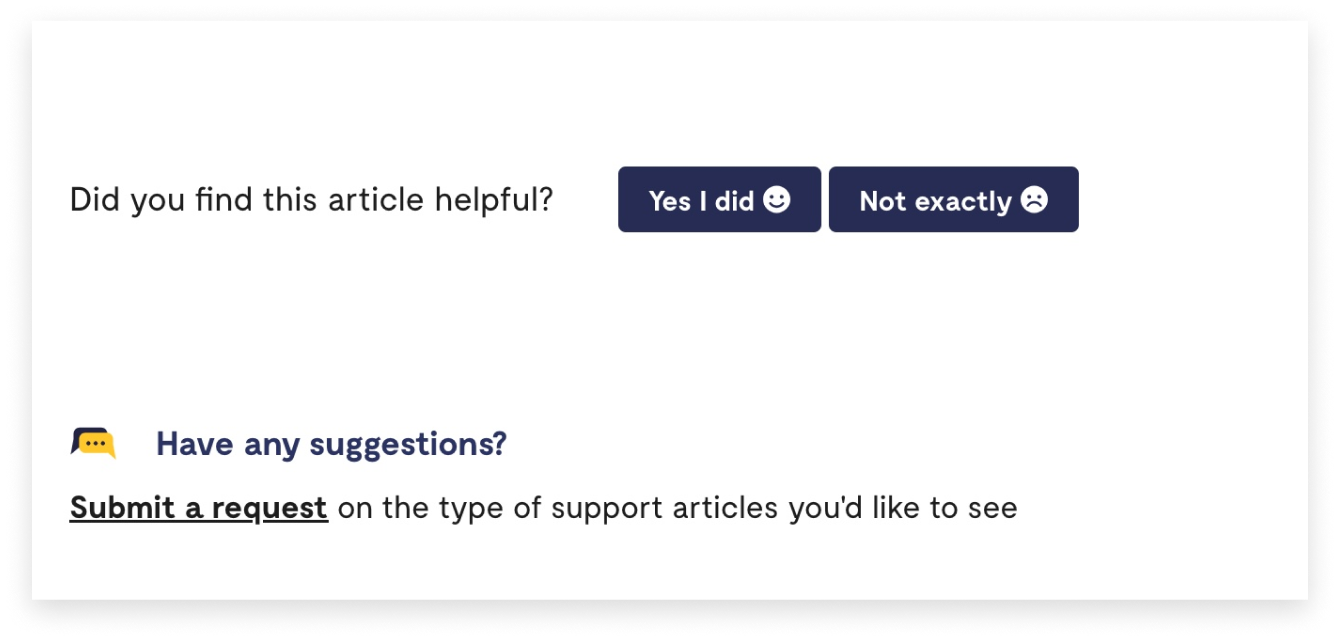 Did you find this article helpful? Yes I did Not exactly
Have any suggestions?
Submit a request on the type of support articles you'd like to see